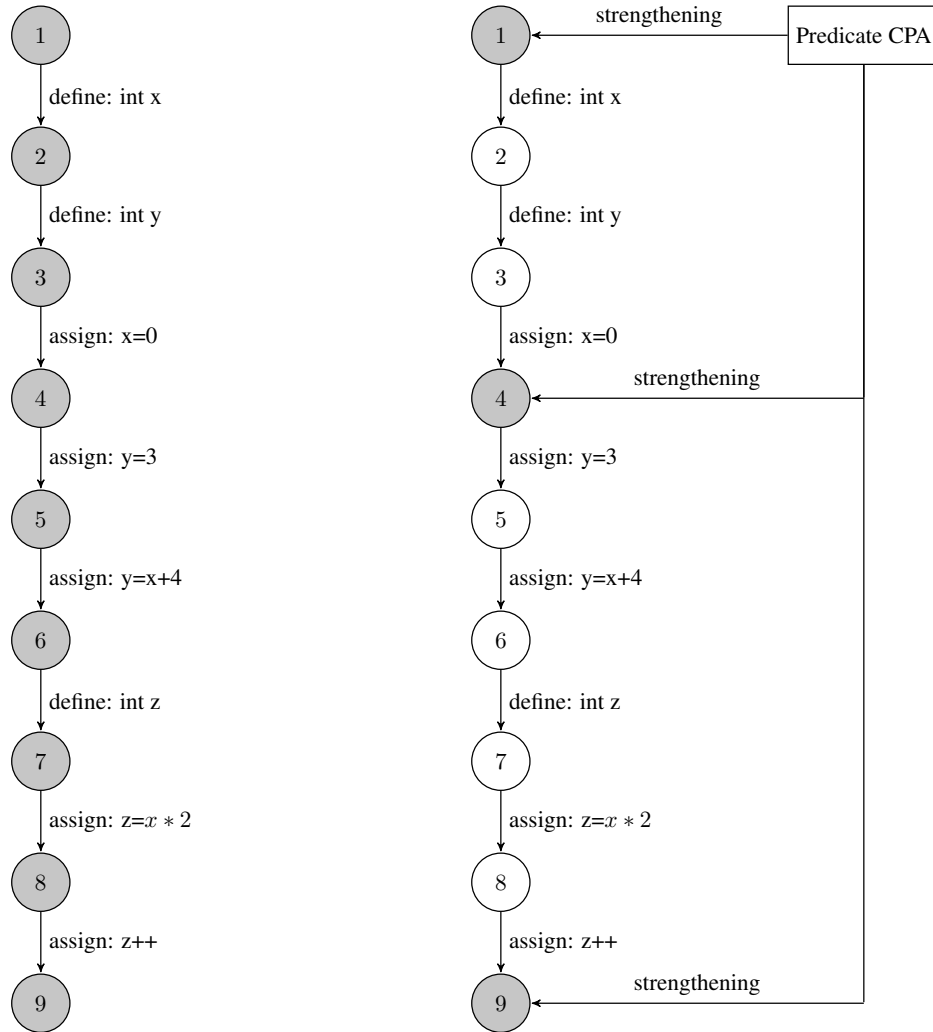 1
define: int x
2
define: int y
3
assign: x=0
4
assign: y=3
5
assign: y=x+4
6
define: int z
7
assign: z=x * 2
8
assign: z++
9
1
strengthening
Predicate CPA
define: int x
2
define: int y
3
assign: x=0
4
strengthening
assign: y=3
5
assign: y=x+4
6
define: int z
7
assign: z=x * 2
8
assign: z++
9
strengthening